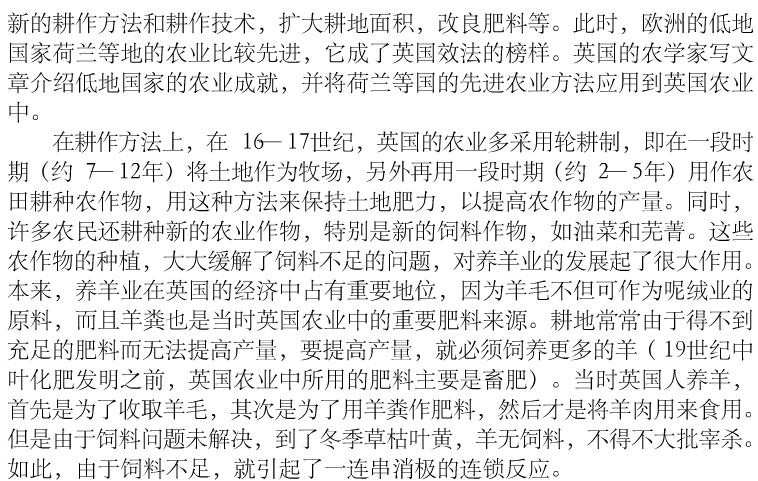 新的耕作方法和耕作技术，扩大耕地面积，改良肥料等。此时，欧洲的低地
国家荷兰等地的农业比较先进，它成了英国效法的榜样。英国的农学家写文
章介绍低地国家的农业成就，并将荷兰等国的先进农业方法应用到英国农业
中。
在耕作方法上，在 16—17世纪，英国的农业多采用轮耕制，即在一段时
期（约 7—12年）将土地作为牧场，另外再用一段时期（约 2—5年）用作农
田耕种农作物，用这种方法来保持土地肥力，以提高农作物的产量。同时，
许多农民还耕种新的农业作物，特别是新的饲料作物，如油菜和芜菁。这些
农作物的种植，大大缓解了饲料不足的问题，对养羊业的发展起了很大作用。
本来，养羊业在英国的经济中占有重要地位，因为羊毛不但可作为呢绒业的
原料，而且羊粪也是当时英国农业中的重要肥料来源。耕地常常由于得不到
充足的肥料而无法提高产量，要提高产量，就必须饲养更多的羊（19世纪中
叶化肥发明之前，英国农业中所用的肥料主要是畜肥）。当时英国人养羊，
首先是为了收取羊毛，其次是为了用羊粪作肥料，然后才是将羊肉用来食用。
但是由于饲料问题未解决，到了冬季草枯叶黄，羊无饲料，不得不大批宰杀。
如此，由于饲料不足，就引起了一连串消极的连锁反应。